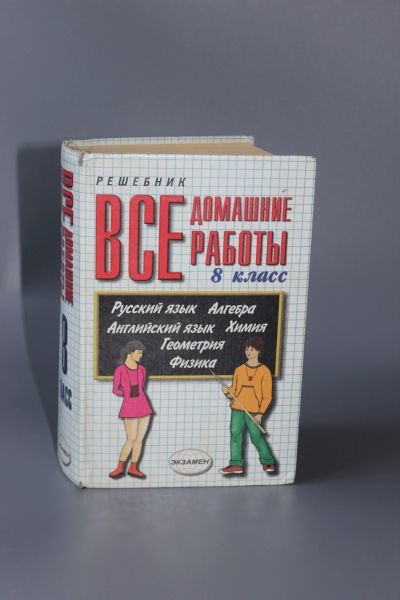 РЕШЕБНИК
ВСЕ ДОМАШНИЕ
РАБОТЫ
8 класс
Русский язык Алгебра
Английский язык Химия
Геометрия
Физика
ЭКЗАМЕН
ВСЕ ДОМАШНИЕ
РАБОТЫ
8 КЛАСС